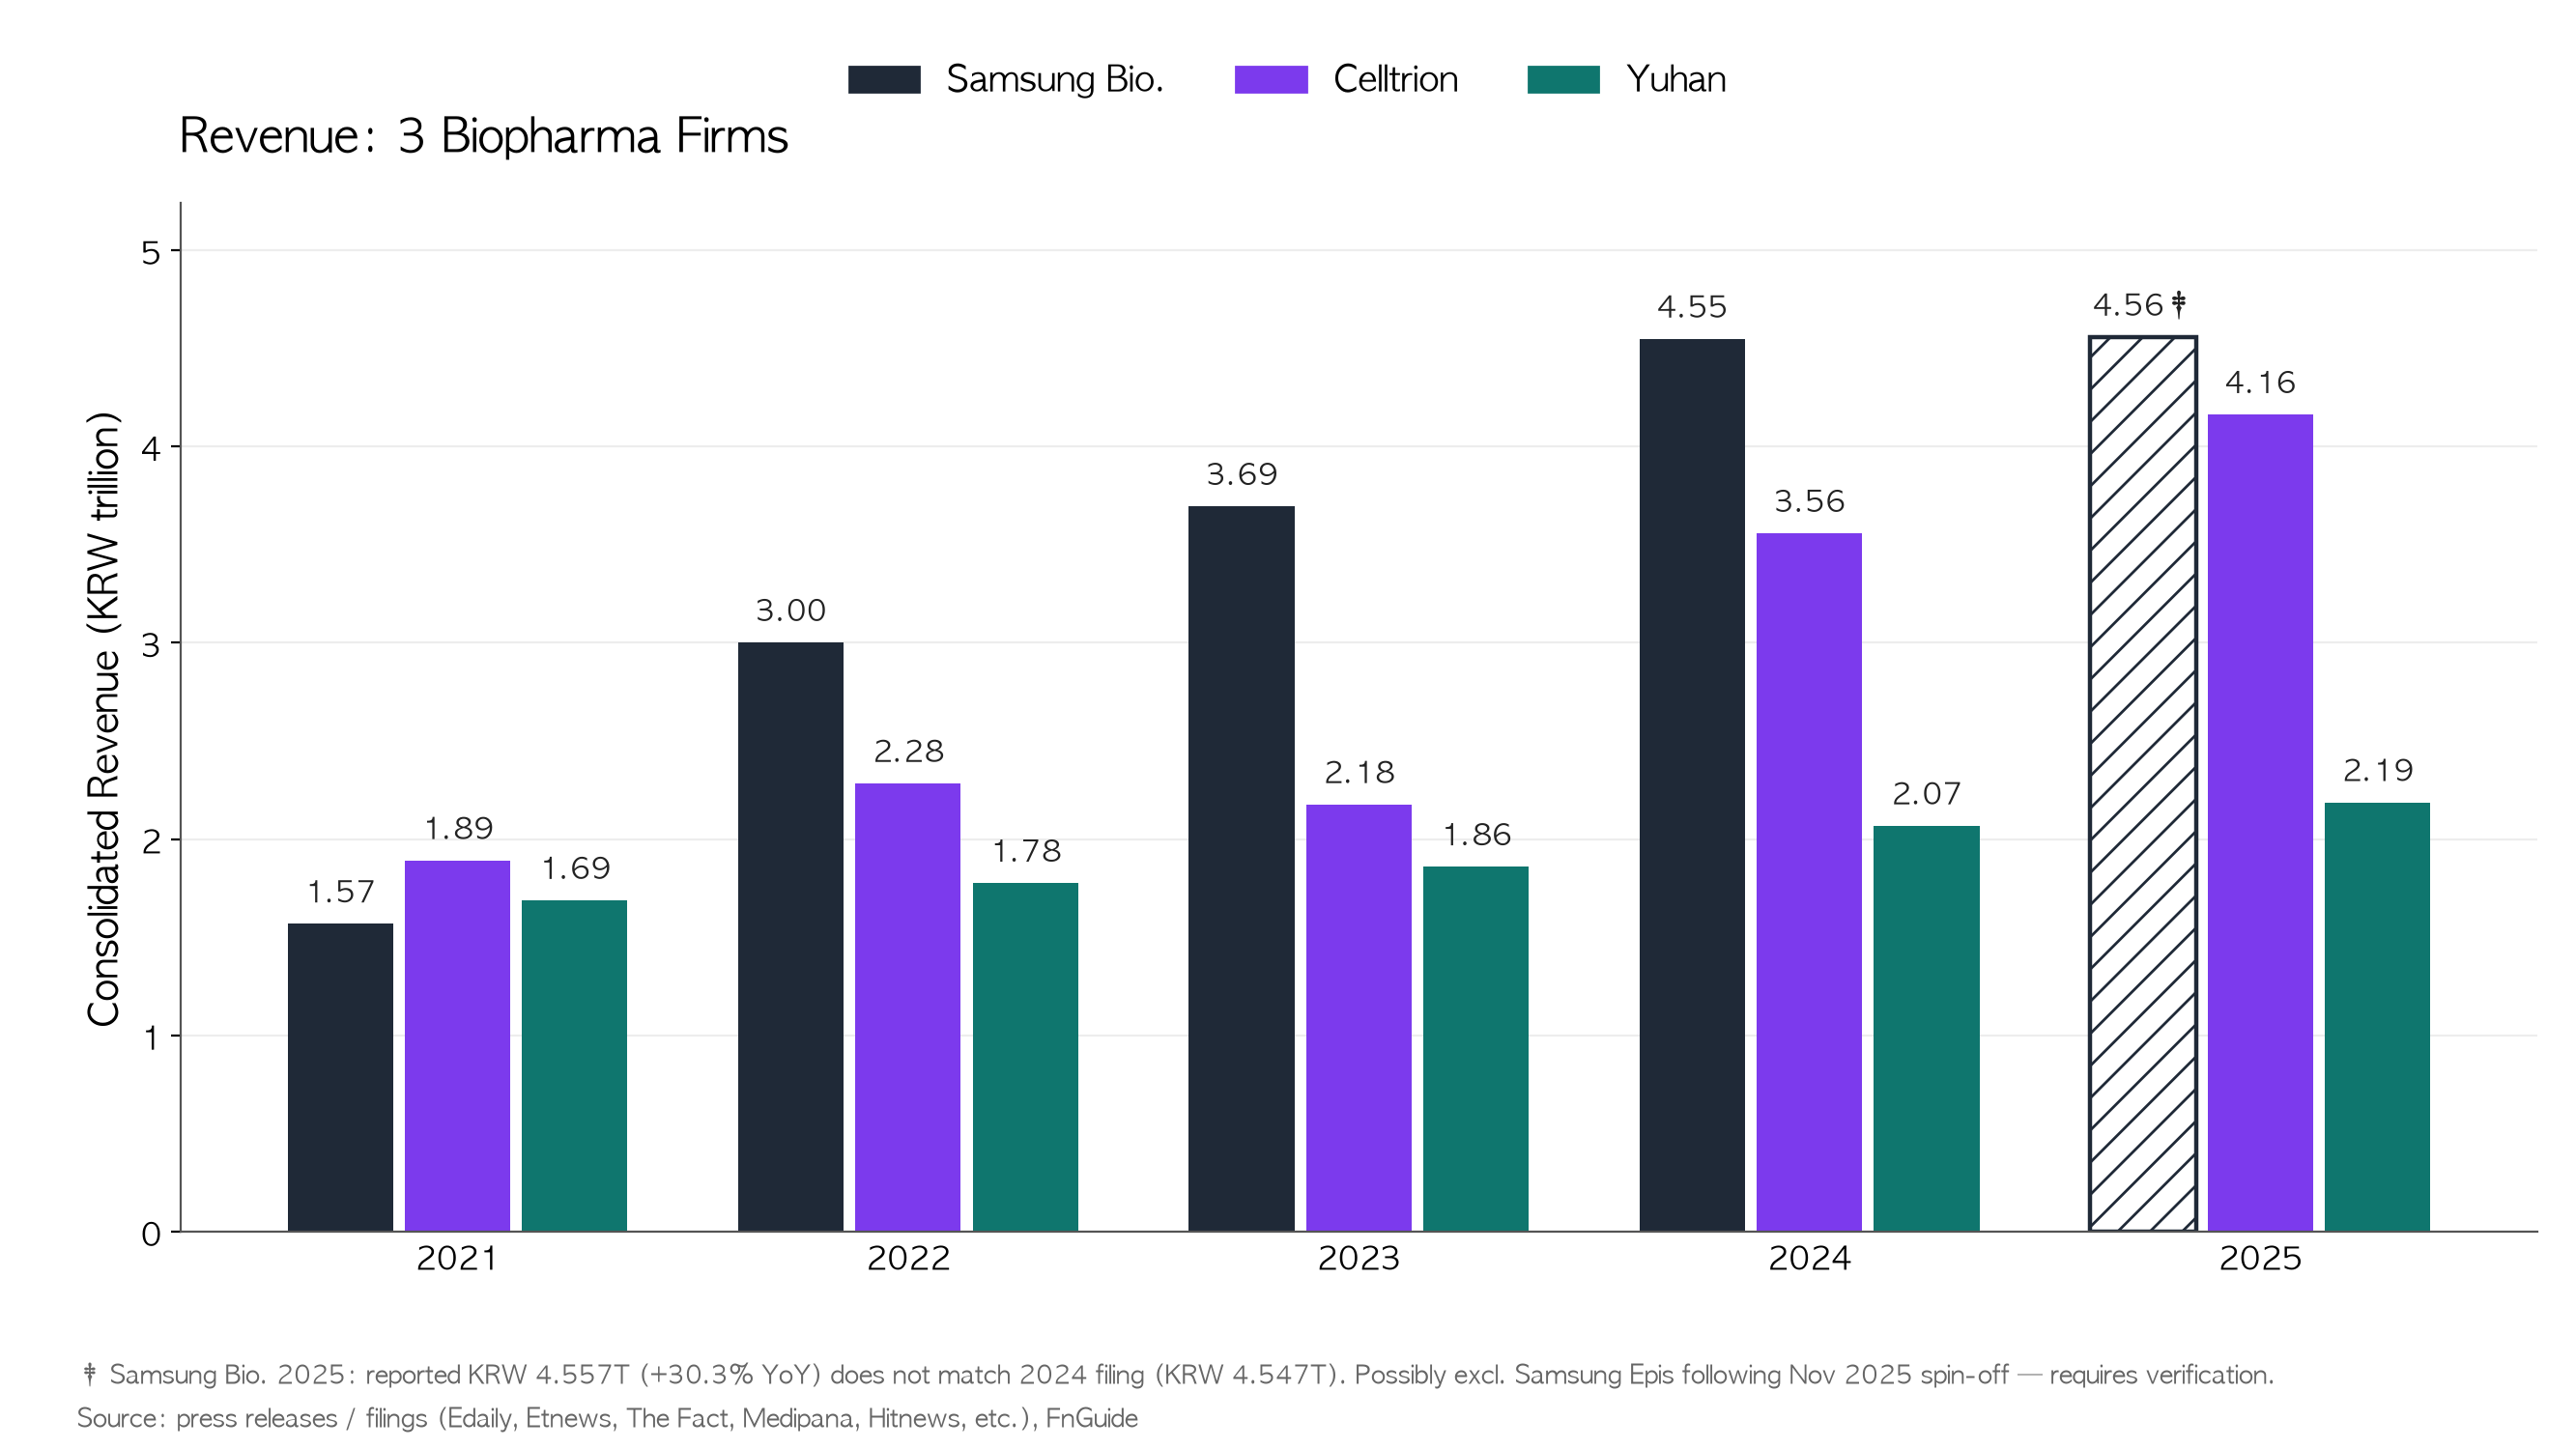 Samsung Bio. Celltrion Yuhan
Revenue: 3 Biopharma Firms
Consolidated Revenue (KRW trillion)
5
4
3
2
1
0
1.57 1.89 1.69
3.00 2.28 1.78
3.69 2.18 1.86
4.55 3.56 2.07
4.56‡ 4.16 2.19
2021 2022 2023 2024 2025
‡ Samsung Bio. 2025: reported KRW 4.557T (+30.3% YoY) does not match 2024 filing (KRW 4.547T). Possibly excl. Samsung Epis following Nov 2025 spin-off — requires verification.
Source: press releases / filings (Edaily, Etnews, The Fact, Medipana, Hitnews, etc.), FnGuide